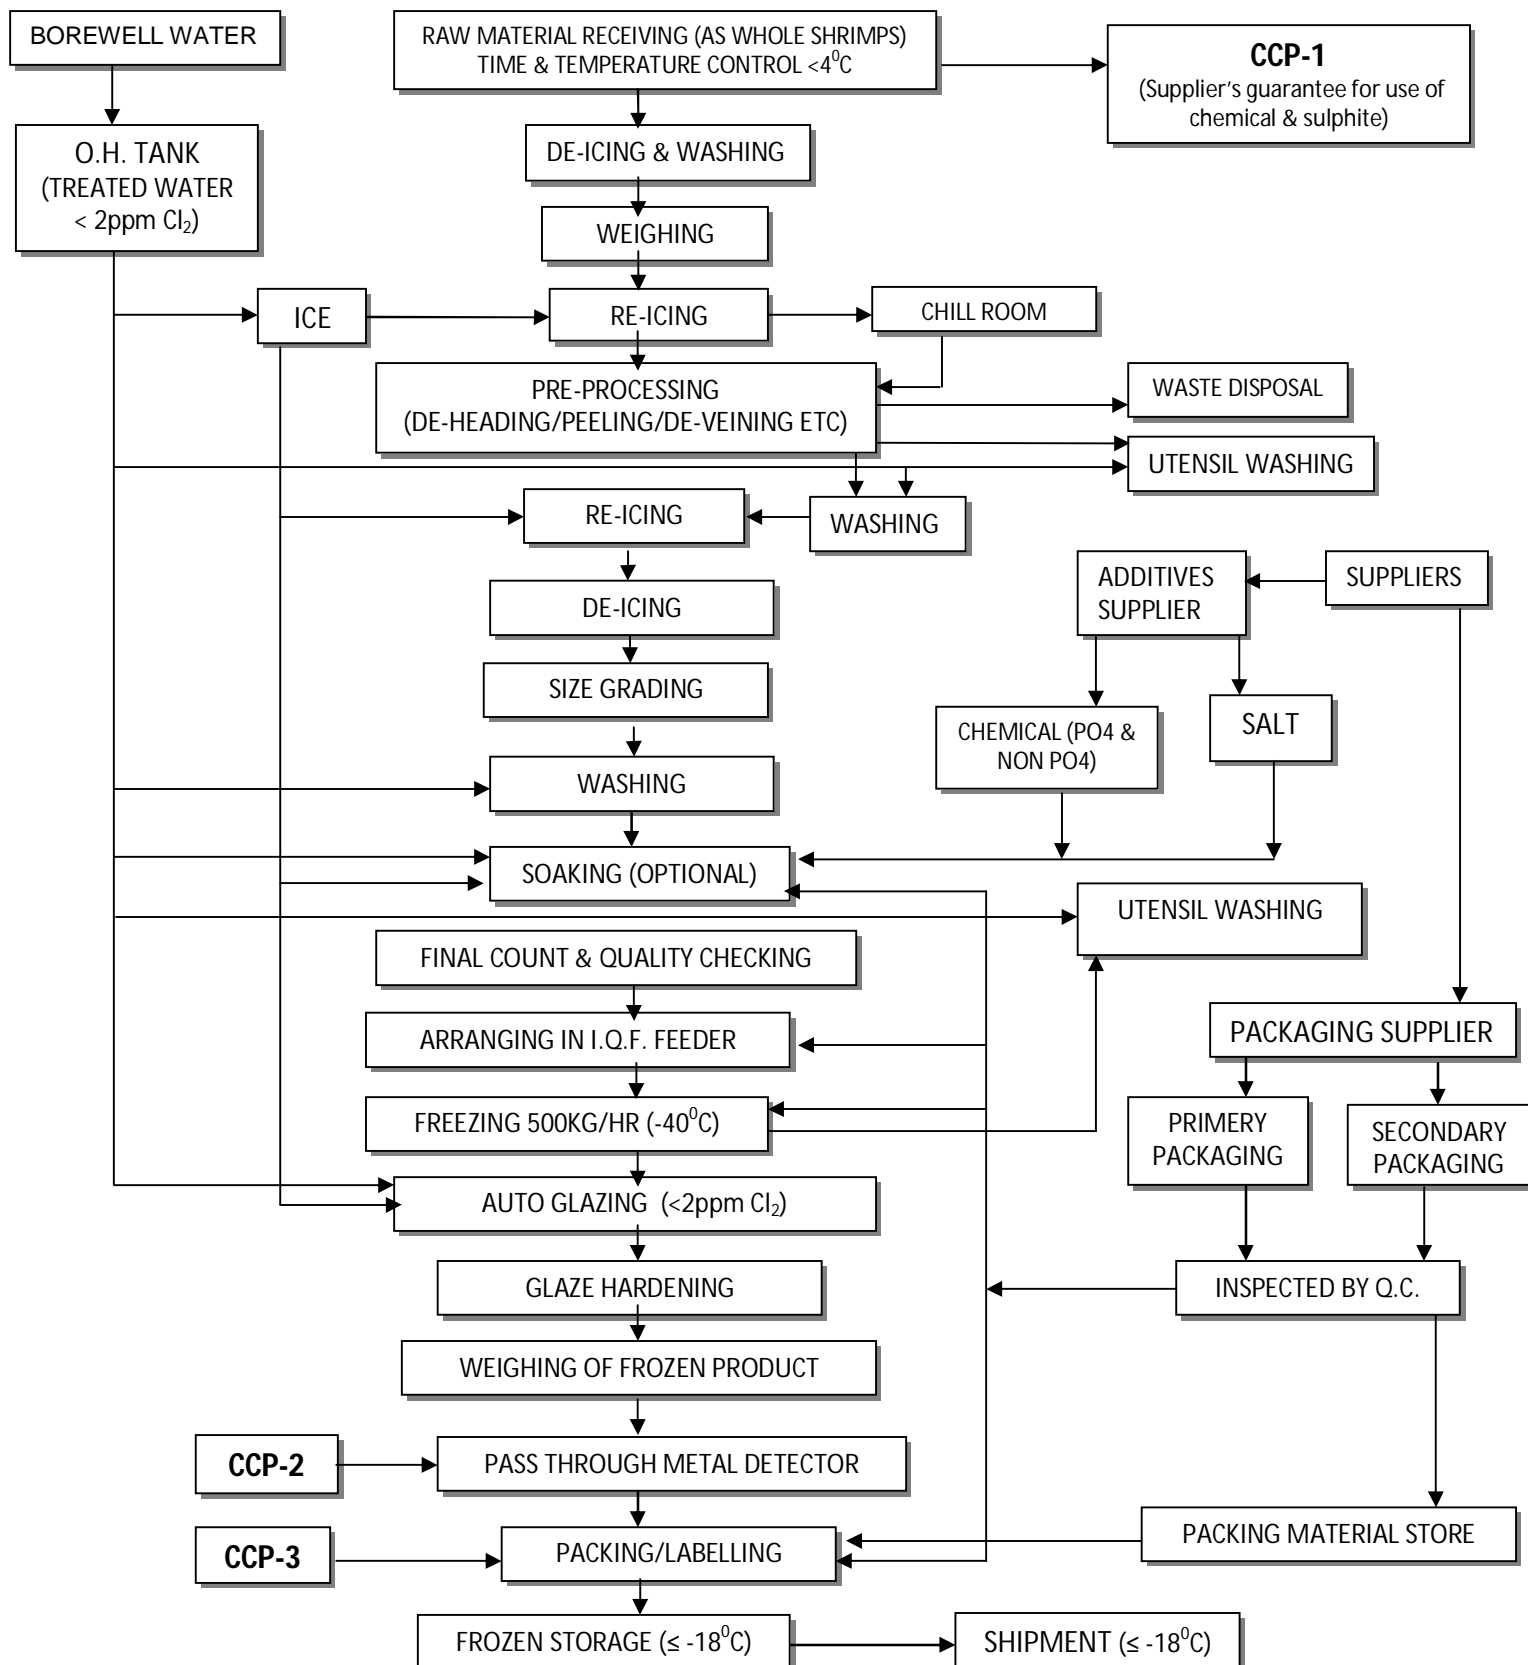 BOREWELL WATER
RAW MATERIAL RECEIVING (AS WHOLE SHRIMPS)
TIME & TEMPERATURE CONTROL <4⁰C
CCP-1
(Supplier's guarantee for use of
chemical & sulphite)
O.H. TANK
(TREATED WATER
< 2ppm Cl₂)
DE-ICING & WASHING
WEIGHING
ICE
RE-ICING
CHILL ROOM
PRE-PROCESSING
(DE-HEADING/PEELING/DE-VEINING ETC)
WASTE DISPOSAL
UTENSIL WASHING
RE-ICING
WASHING
ADDITIVES
SUPPLIER
SUPPLIERS
DE-ICING
SIZE GRADING
CHEMICAL (PO4 &
NON PO4)
SALT
WASHING
SOAKING (OPTIONAL)
UTENSIL WASHING
FINAL COUNT & QUALITY CHECKING
ARRANGING IN I.Q.F. FEEDER
PACKAGING SUPPLIER
FREEZING 500KG/HR (-40⁰C)
PRIMERY
PACKAGING
SECONDARY
PACKAGING
AUTO GLAZING (<2ppm Cl₂)
GLAZE HARDENING
INSPECTED BY Q.C.
WEIGHING OF FROZEN PRODUCT
CCP-2
PASS THROUGH METAL DETECTOR
CCP-3
PACKING/LABELLING
PACKING MATERIAL STORE
FROZEN STORAGE (≤ -18⁰C)
SHIPMENT (≤ -18⁰C)